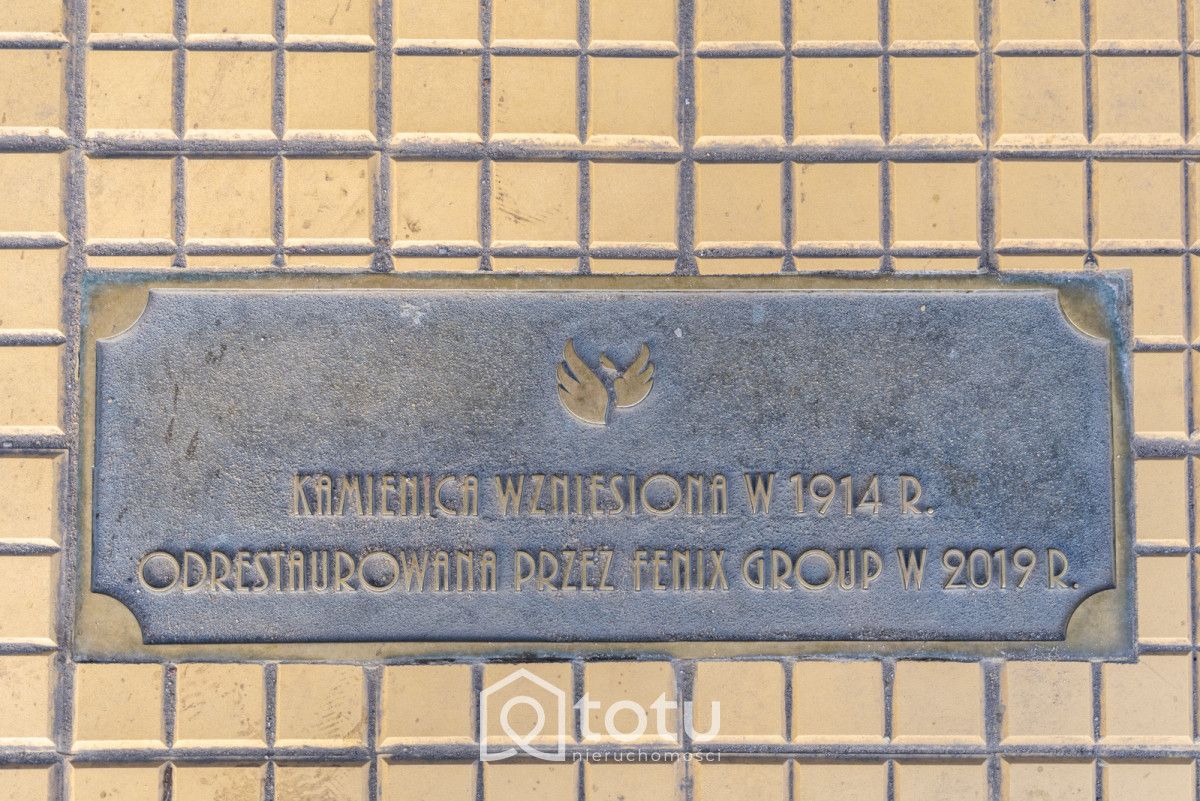 KAMIENICA WZNIESIONA W 1914 R.
ODRESTAUROWANA PRZEZ FENIX GROUP W 2019 R.
totu
nieruchomości